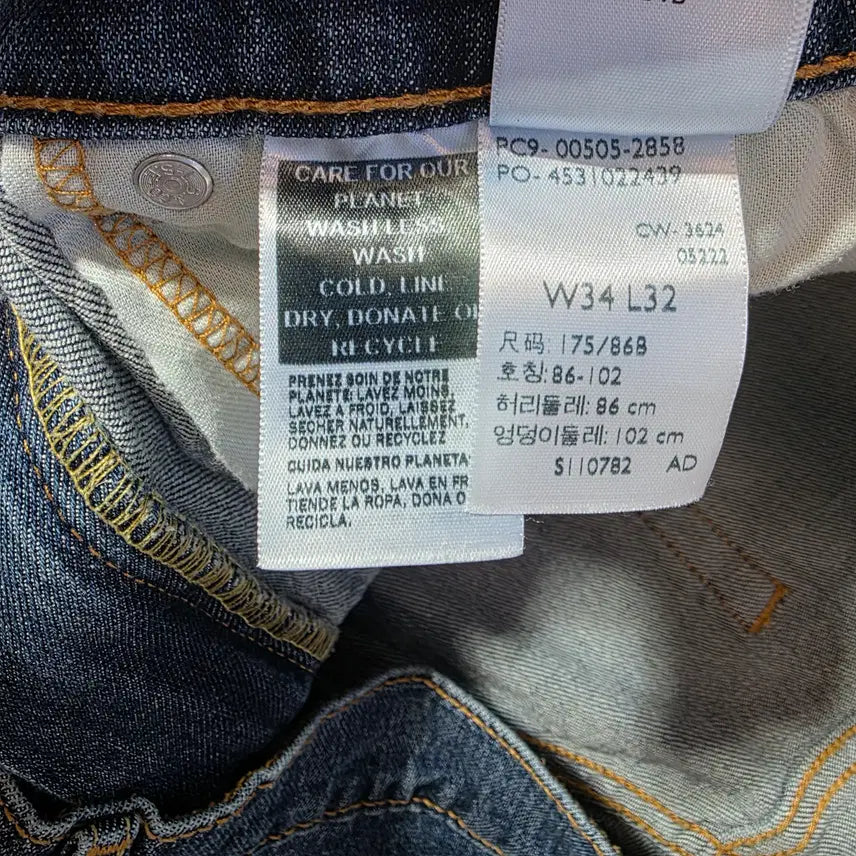 CARE FOR OUR
PLANET
WASH LESS,
WASH
COLD, LINE
DRY, DONATE OR
RECYCLE
PRENEZ SOIN DE NOTRE
PLANÈTE: LAVEZ MOINS,
LAVEZ A FROID, LAISSEZ
SÉCHER NATURELLEMENT,
DONNEZ OU RECYCLEZ
CUIDA NUESTRO PLANETA
LAVA MENOS, LAVA EN FR
TIENDE LA ROPA, DONA O
RECICLA.
PC9- 00505-2858
PO- 4531022439
CW- 3624
05222
W34 L32
尺码: 175/86B
호칭: 86-102
허리둘레: 86 cm
엉덩이둘레: 102 cm
S110782 AD